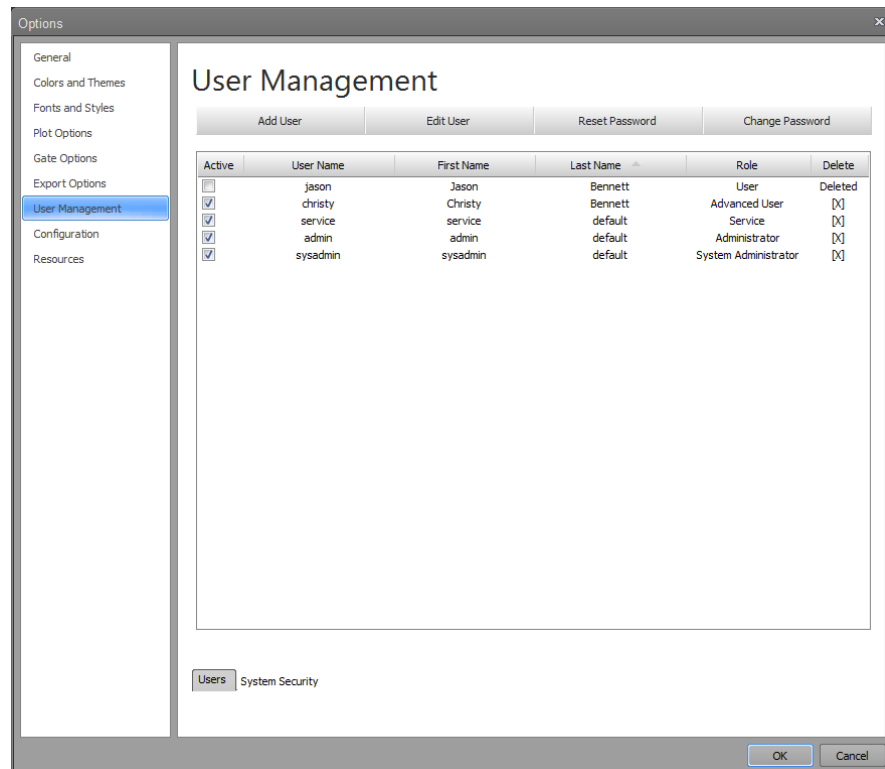 Options
General
Colors and Themes
Fonts and Styles
Plot Options
Gate Options
Export Options
User Management
Configuration
Resources
User Management
Add User Edit User Reset Password Change Password
Active User Name First Name Last Name Role Delete
jason Jason Bennett User Deleted
christy Christy Bennett Advanced User [X]
service service default Service [X]
admin admin default Administrator [X]
sysadmin sysadmin default System Administrator [X]
Users System Security
OK Cancel